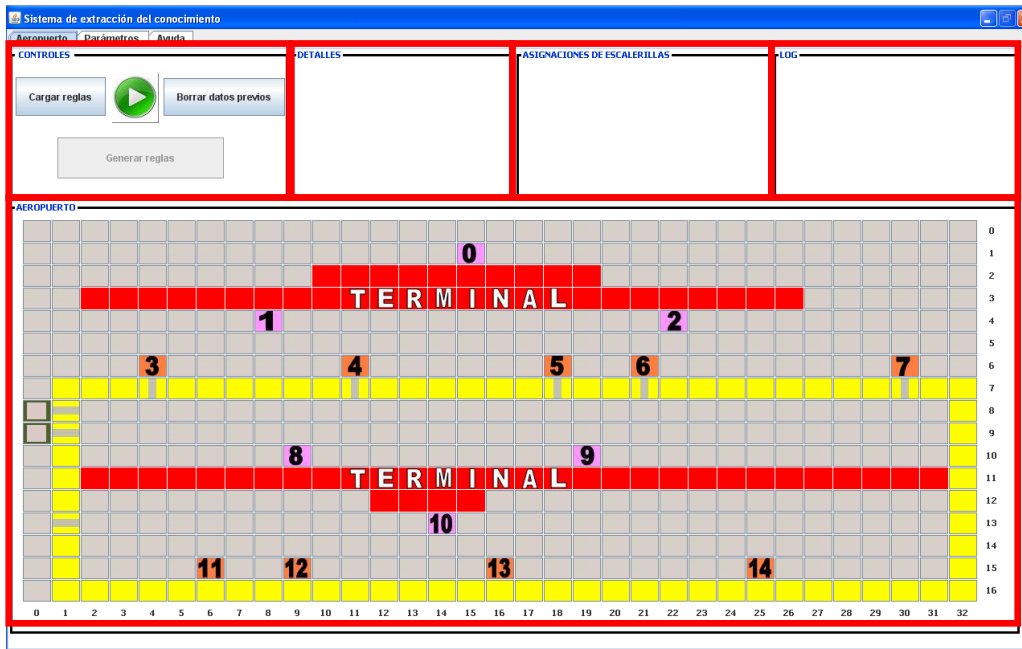 Sistema de extracción del conocimiento
Aeropuerto Parámetros Ayuda
CONTROLES DETALLES ASIGNACIONES DE ESCALERILLAS LOG
Cargar reglas Borrar datos previos
Generar reglas
AEROPUERTO
0
0 1
2
TERMINAL 3
1 2 4
5
3 4 5 6 7 6
7
8
9
8 9 10
TERMINAL 11
12
10 13
14
11 12 13 14 15
16
0 1 2 3 4 5 6 7 8 9 10 11 12 13 14 15 16 17 18 19 20 21 22 23 24 25 26 27 28 29 30 31 32